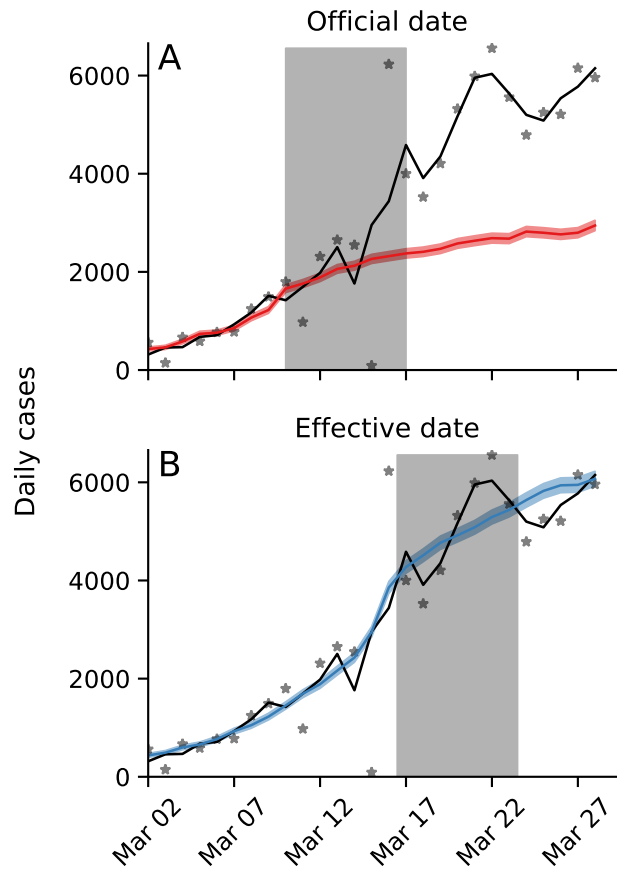 Official date
A
6000
4000
2000
0
Daily cases
Effective date
B
6000
4000
2000
0
Mar 02
Mar 07
Mar 12
Mar 17
Mar 22
Mar 27